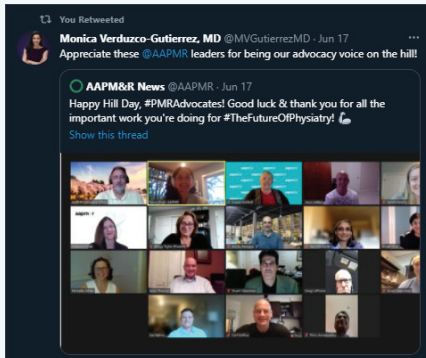 You Retweeted
Monica Verduzco-Gutierrez, MD @MVGutierrezMD · Jun 17 ···
Appreciate these @AAPMR leaders for being our advocacy voice on the hill!
AAPM&R News @AAPMR · Jun 17
Happy Hill Day, #PMRAdvocates! Good luck & thank you for all the
important work you're doing for #TheFutureOfPhysiatry! 💪
Show this thread